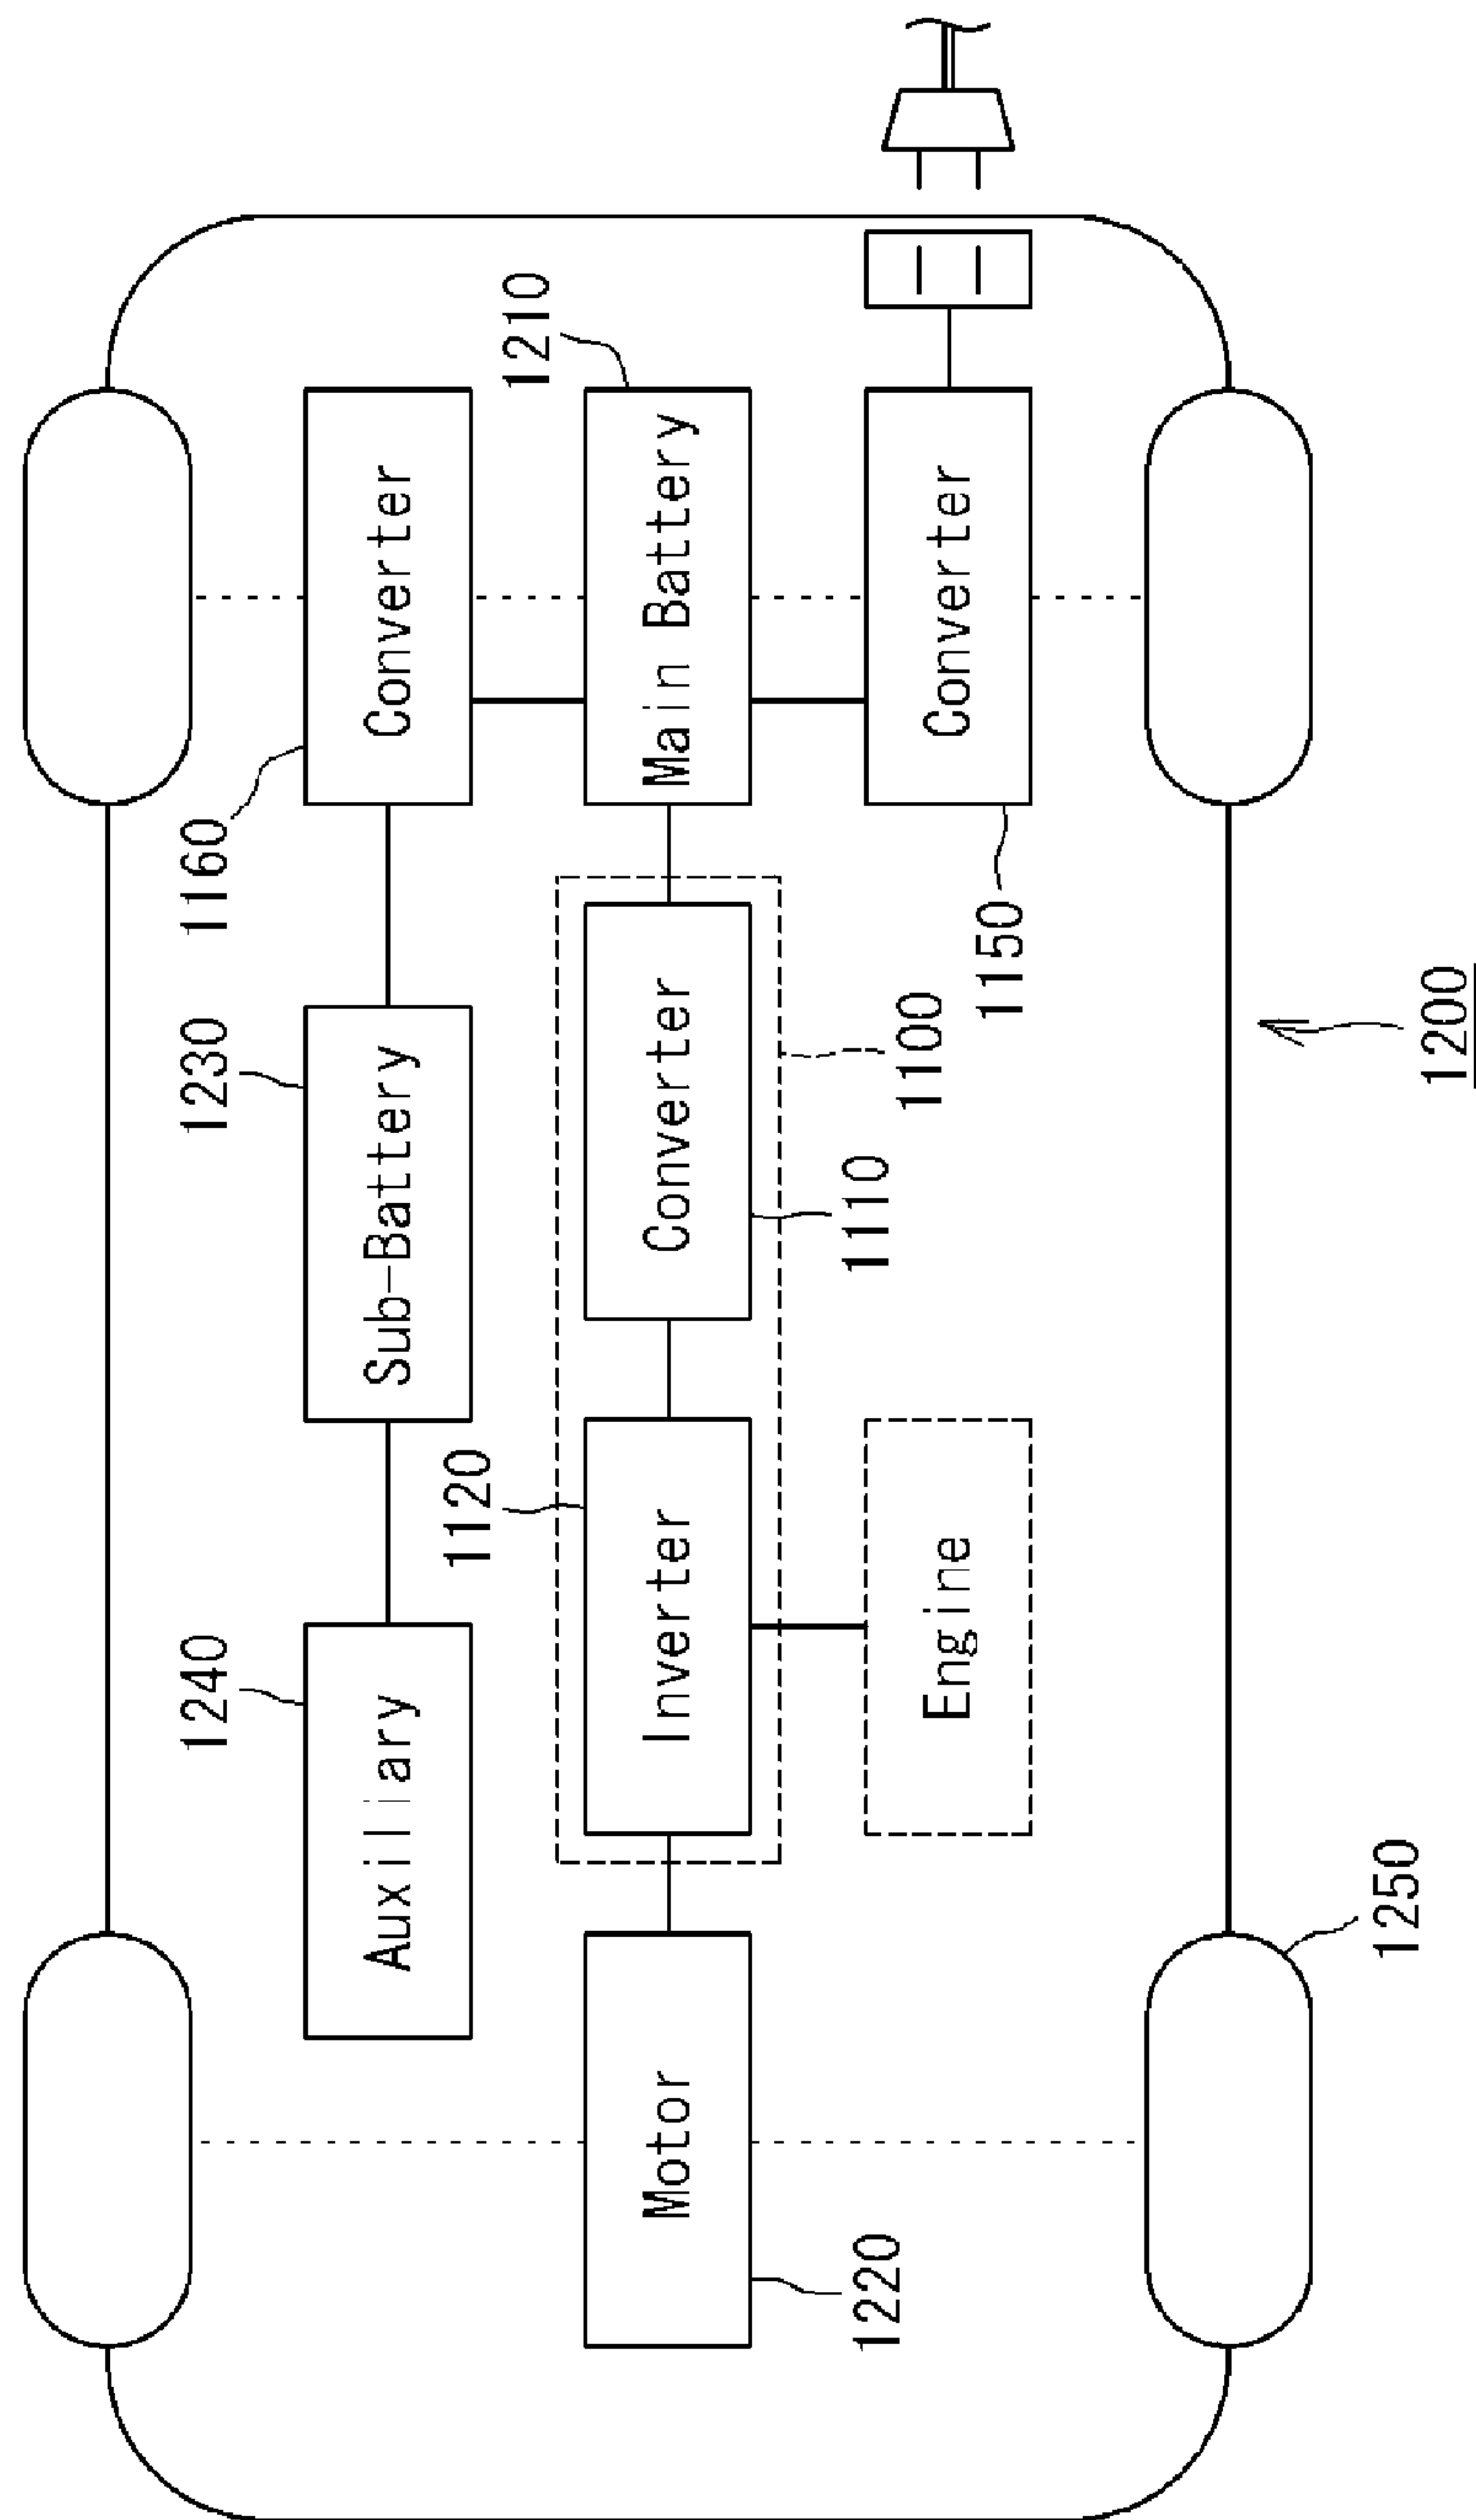 1240
1230
1160
Auxiliary
Sub-Battery
Converter
1120
1210
Motor
Inverter
Converter
Main Battery
1220
1110
1100
Engine
Converter
1150
1250
1200